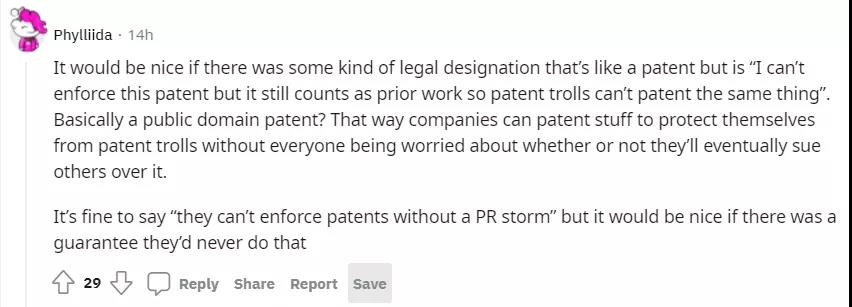 Phylliida · 14h
It would be nice if there was some kind of legal designation that's like a patent but is “I can't
enforce this patent but it still counts as prior work so patent trolls can't patent the same thing”.
Basically a public domain patent? That way companies can patent stuff to protect themselves
from patent trolls without everyone being worried about whether or not they'll eventually sue
others over it.
It's fine to say “they can't enforce patents without a PR storm” but it would be nice if there was a
guarantee they'd never do that
29 Reply Share Report Save